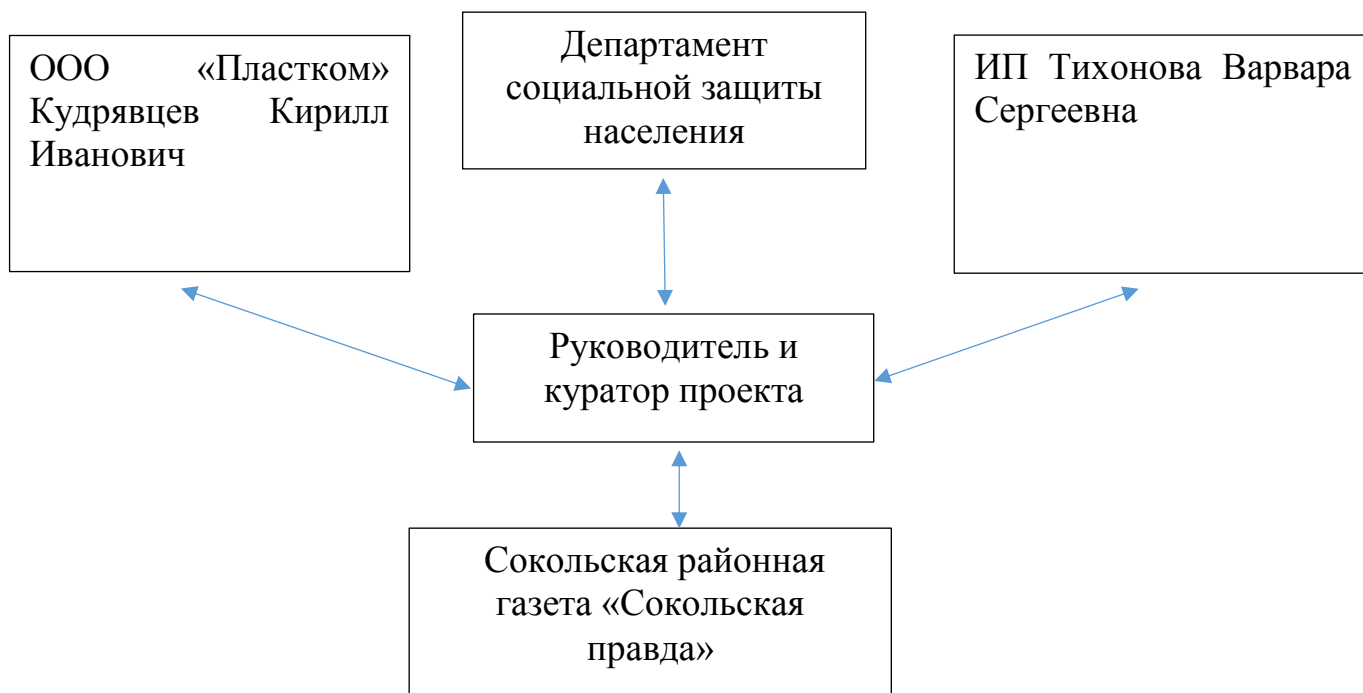 ООО «Пластком»
Кудрявцев Кирилл
Иванович
Департамент
социальной защиты
населения
ИП Тихонова Варвара
Сергеевна
Руководитель и
куратор проекта
Сокольская районная
газета «Сокольская
правда»